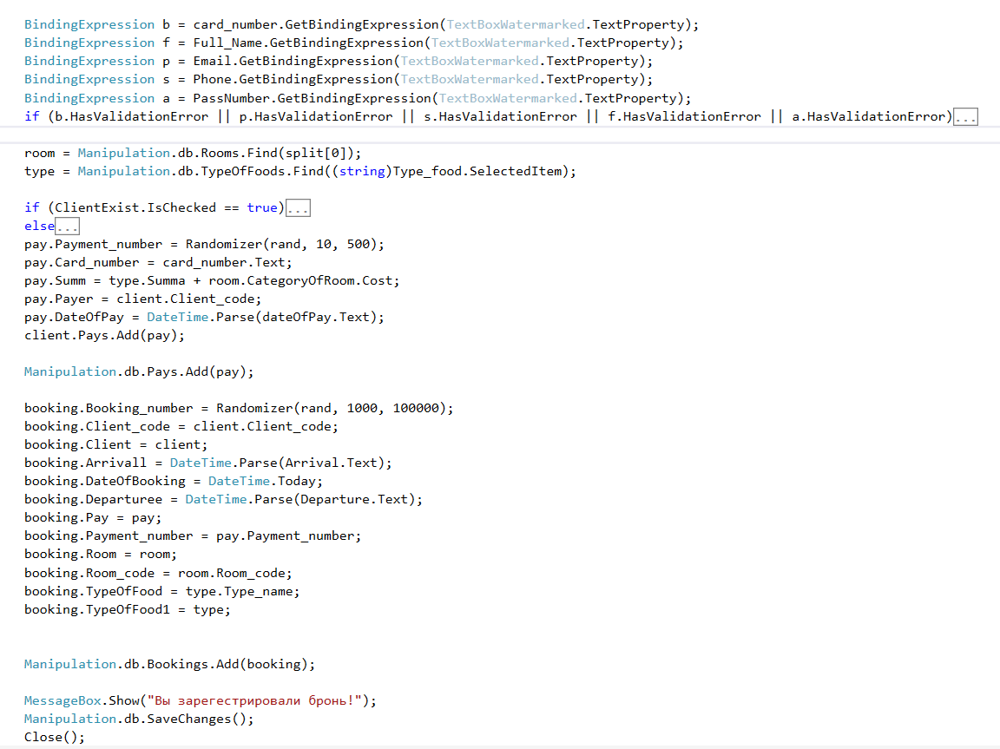 BindingExpression b = card_number.GetBindingExpression(TextBoxWatermarked.TextProperty);
BindingExpression f = Full_Name.GetBindingExpression(TextBoxWatermarked.TextProperty);
BindingExpression p = Email.GetBindingExpression(TextBoxWatermarked.TextProperty);
BindingExpression s = Phone.GetBindingExpression(TextBoxWatermarked.TextProperty);
BindingExpression a = PassNumber.GetBindingExpression(TextBoxWatermarked.TextProperty);
if (b.HasValidationError || p.HasValidationError || s.HasValidationError || f.HasValidationError || a.HasValidationError)...
room = Manipulation.db.Rooms.Find(split[0]);
type = Manipulation.db.TypeOfFoods.Find((string)Type_food.SelectedItem);
if (ClientExist.IsChecked == true)...
else...
pay.Payment_number = Randomizer(rand, 10, 500);
pay.Card_number = card_number.Text;
pay.Summ = type.Summa + room.CategoryOfRoom.Cost;
pay.Payer = client.Client_code;
pay.DateOfPay = DateTime.Parse(dateOfPay.Text);
client.Pays.Add(pay);
Manipulation.db.Pays.Add(pay);
booking.Booking_number = Randomizer(rand, 1000, 100000);
booking.Client_code = client.Client_code;
booking.Client = client;
booking.Arrivall = DateTime.Parse(Arrival.Text);
booking.DateOfBooking = DateTime.Today;
booking.Departuree = DateTime.Parse(Departure.Text);
booking.Pay = pay;
booking.Payment_number = pay.Payment_number;
booking.Room = room;
booking.Room_code = room.Room_code;
booking.TypeOfFood = type.Type_name;
booking.TypeOfFood1 = type;
Manipulation.db.Bookings.Add(booking);
MessageBox.Show("Вы зарегестрировали бронь!");
Manipulation.db.SaveChanges();
Close();